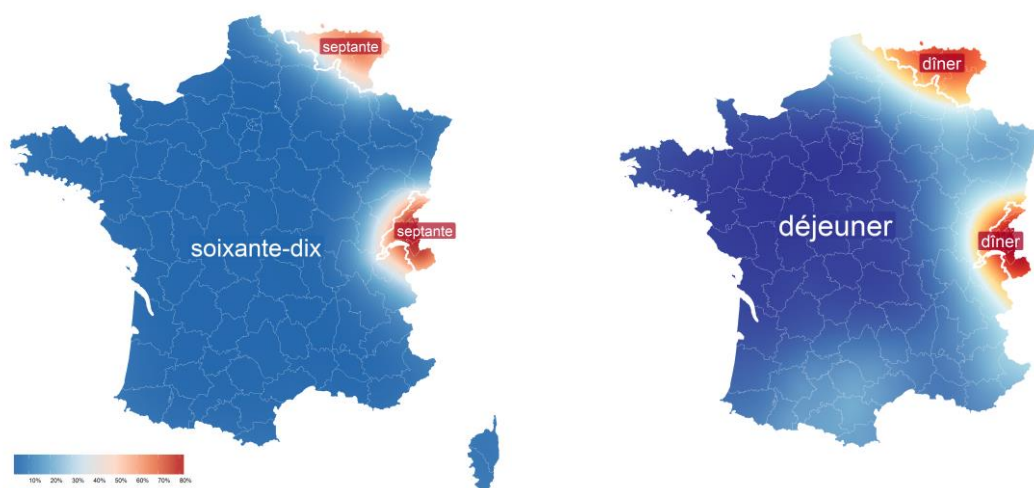 septante
dîner
septante
soixante-dix
déjeuner
dîner
10% 20% 30% 40% 50% 60% 70% 80%